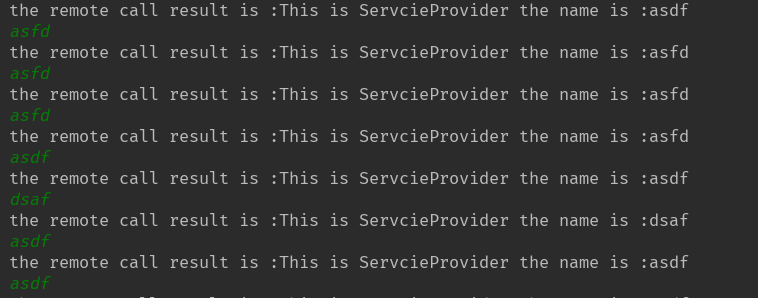 the remote call result is :This is ServcieProvider the name is :asdf
asfd
the remote call result is :This is ServcieProvider the name is :asfd
asfd
the remote call result is :This is ServcieProvider the name is :asfd
asfd
the remote call result is :This is ServcieProvider the name is :asfd
asdf
the remote call result is :This is ServcieProvider the name is :asdf
dsaf
the remote call result is :This is ServcieProvider the name is :dsaf
asdf
the remote call result is :This is ServcieProvider the name is :asdf
asdf